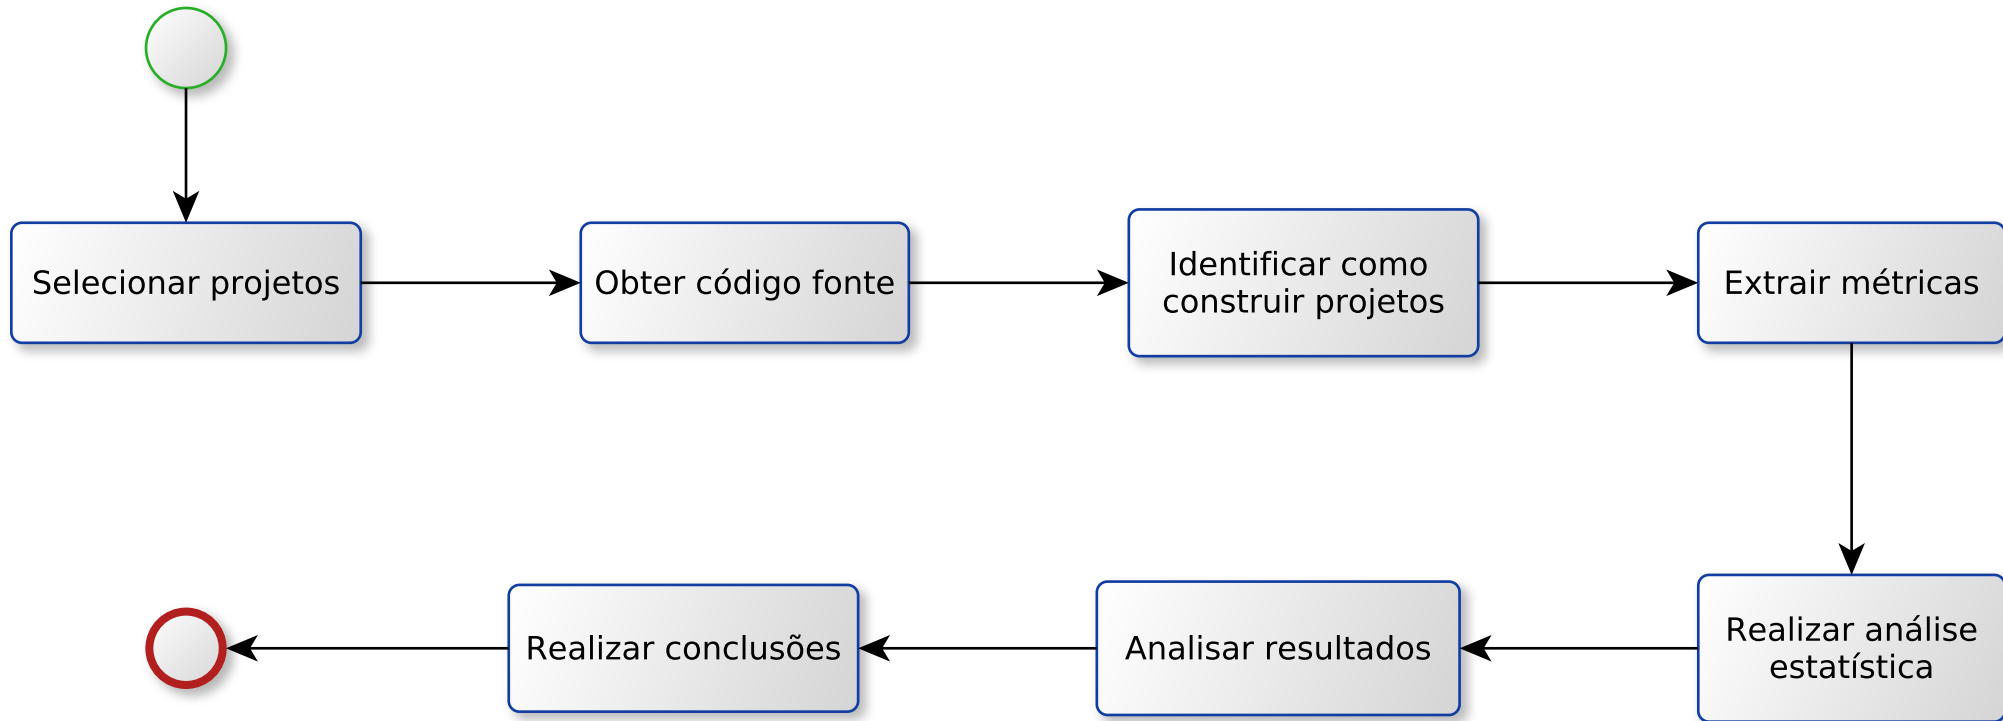 Selecionar projetos
Obter código fonte
Identificar como
construir projetos
Extrair métricas
Realizar análise
estatística
Analisar resultados
Realizar conclusões